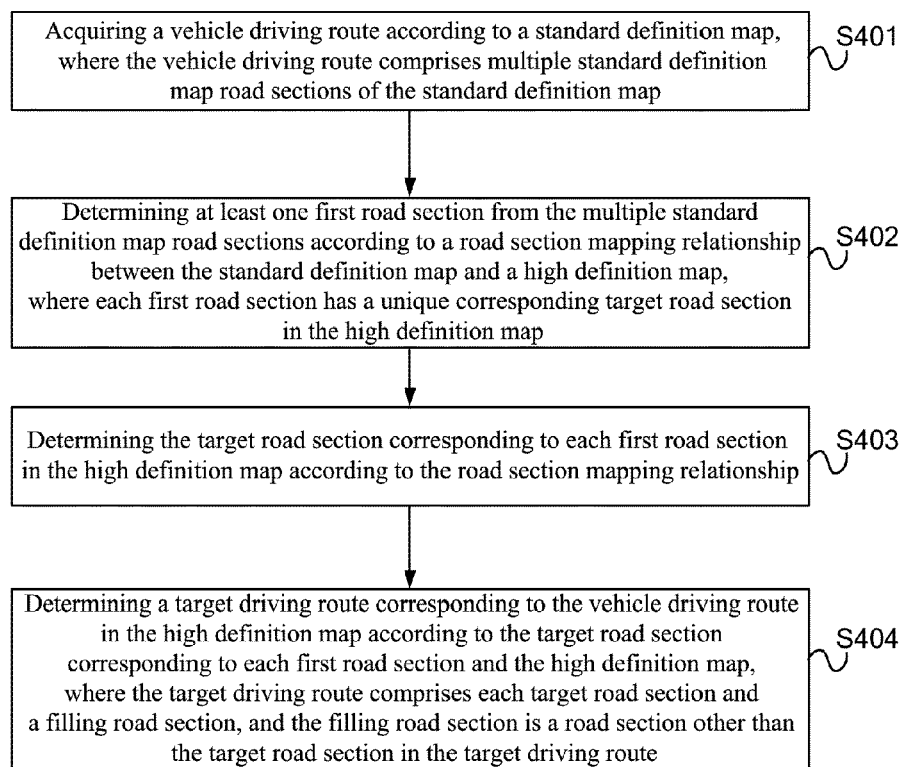 Acquiring a vehicle driving route according to a standard definition map,
where the vehicle driving route comprises multiple standard definition
map road sections of the standard definition map
S401
Determining at least one first road section from the multiple standard
definition map road sections according to a road section mapping relationship
between the standard definition map and a high definition map,
where each first road section has a unique corresponding target road section
in the high definition map
S402
Determining the target road section corresponding to each first road section
in the high definition map according to the road section mapping relationship
S403
Determining a target driving route corresponding to the vehicle driving route
in the high definition map according to the target road section
corresponding to each first road section and the high definition map,
where the target driving route comprises each target road section and
a filling road section, and the filling road section is a road section other than
the target road section in the target driving route
S404